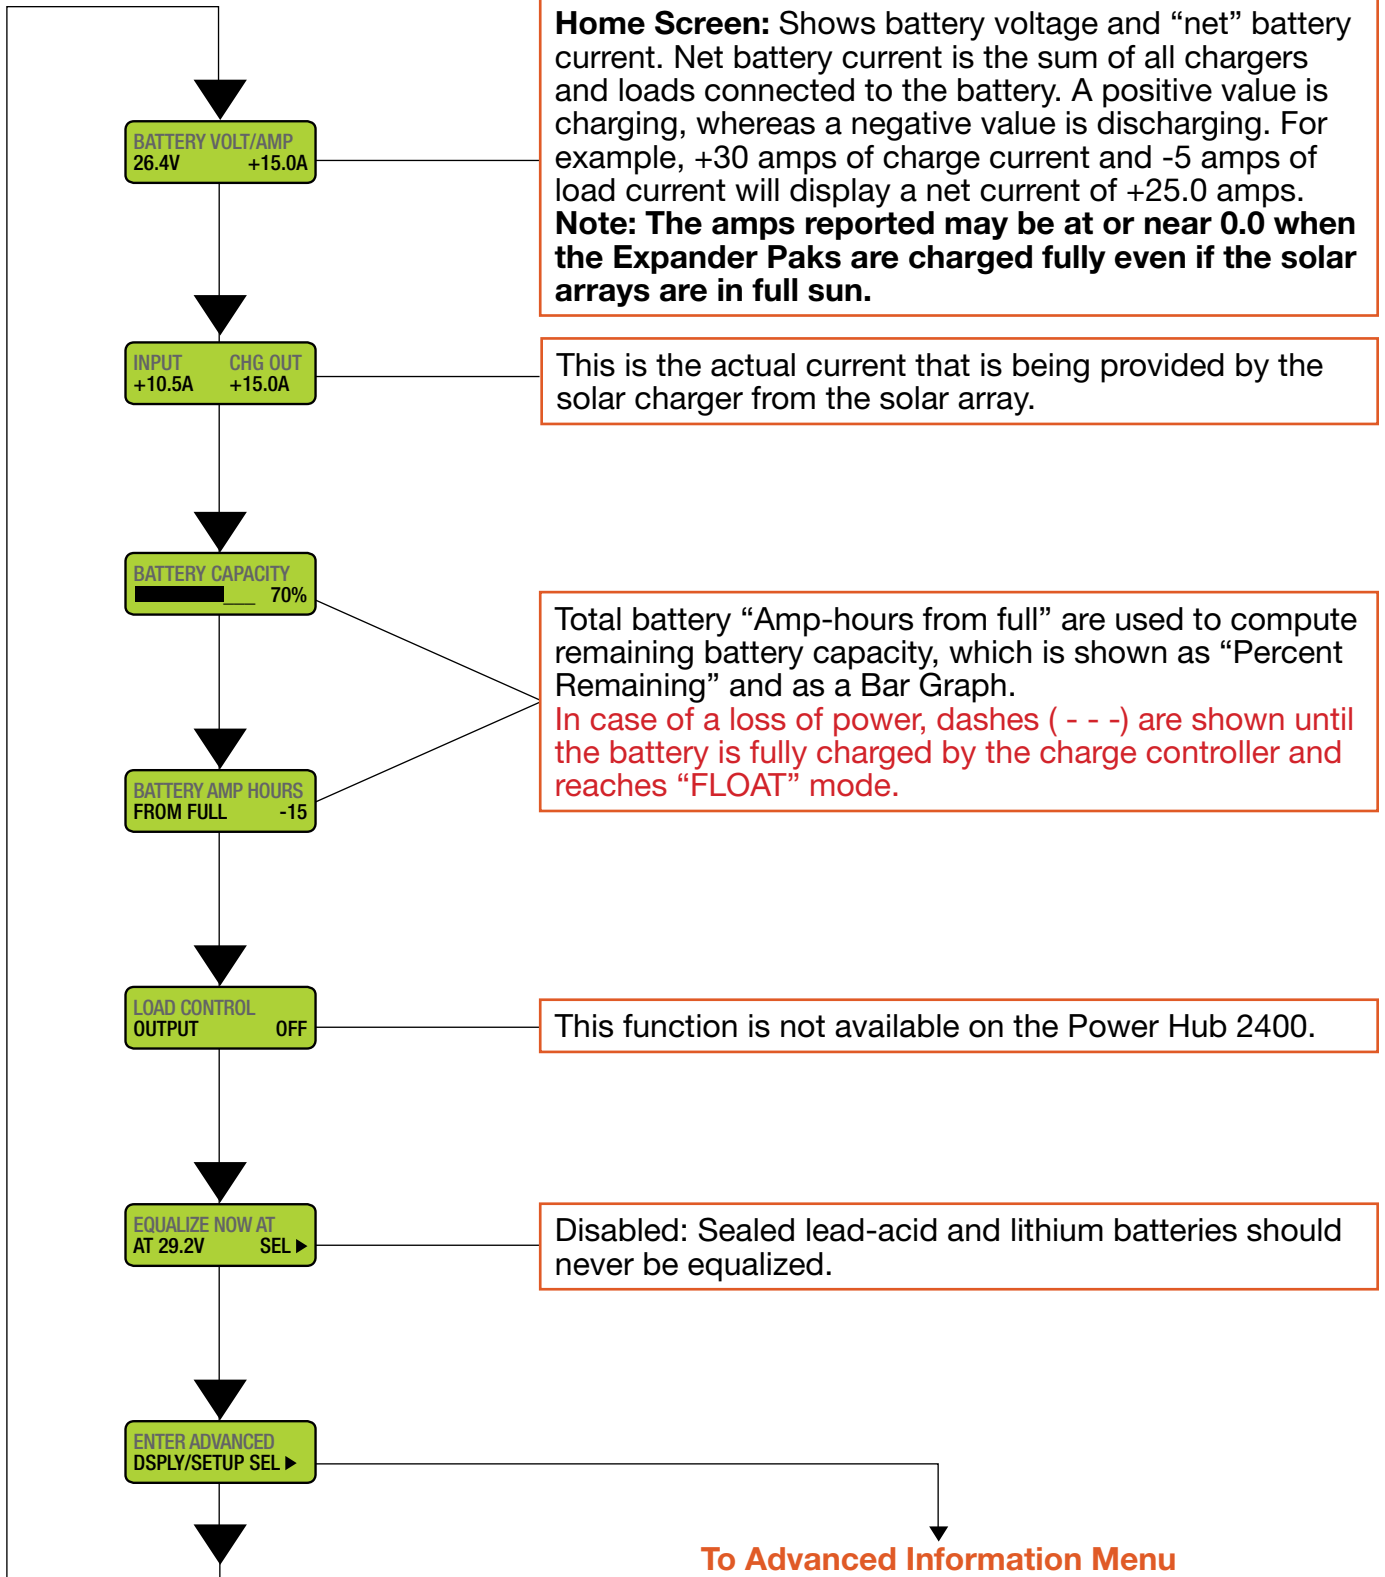 Home Screen: Shows battery voltage and “net” battery
current. Net battery current is the sum of all chargers
and loads connected to the battery. A positive value is
charging, whereas a negative value is discharging. For
example, +30 amps of charge current and -5 amps of
load current will display a net current of +25.0 amps.
Note: The amps reported may be at or near 0.0 when
the Expander Paks are charged fully even if the solar
arrays are in full sun.
BATTERY VOLT/AMP
26.4V +15.0A
INPUT CHG OUT
+10.5A +15.0A
This is the actual current that is being provided by the
solar charger from the solar array.
BATTERY CAPACITY
___ 70%
Total battery “Amp-hours from full” are used to compute
remaining battery capacity, which is shown as “Percent
Remaining” and as a Bar Graph.
In case of a loss of power, dashes ( - - -) are shown until
the battery is fully charged by the charge controller and
reaches “FLOAT” mode.
BATTERY AMP HOURS
FROM FULL -15
LOAD CONTROL
OUTPUT OFF
This function is not available on the Power Hub 2400.
EQUALIZE NOW AT
AT 29.2V SEL ▶
Disabled: Sealed lead-acid and lithium batteries should
never be equalized.
ENTER ADVANCED
DSPLY/SETUP SEL ▶
To Advanced Information Menu